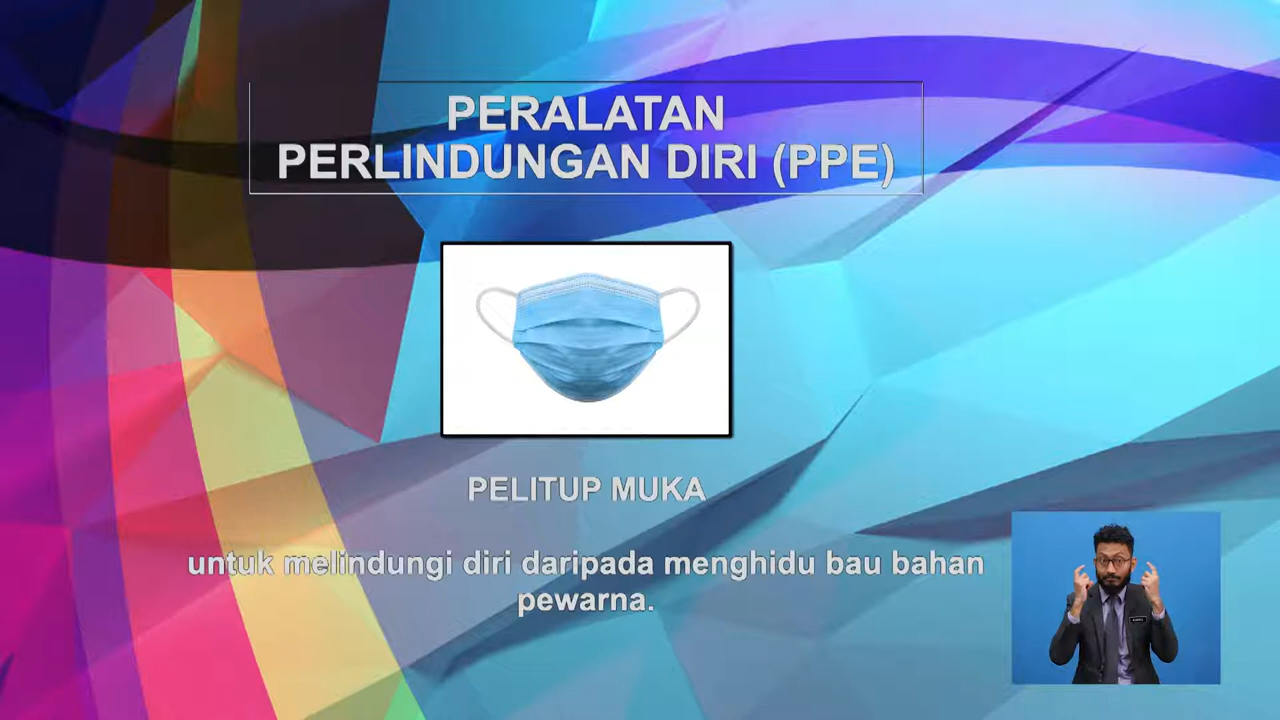 PERALATAN
PERLINDUNGAN DIRI (PPE)
PELITUP MUKA
untuk melindungi diri daripada menghidu bau bahan
pewarna.